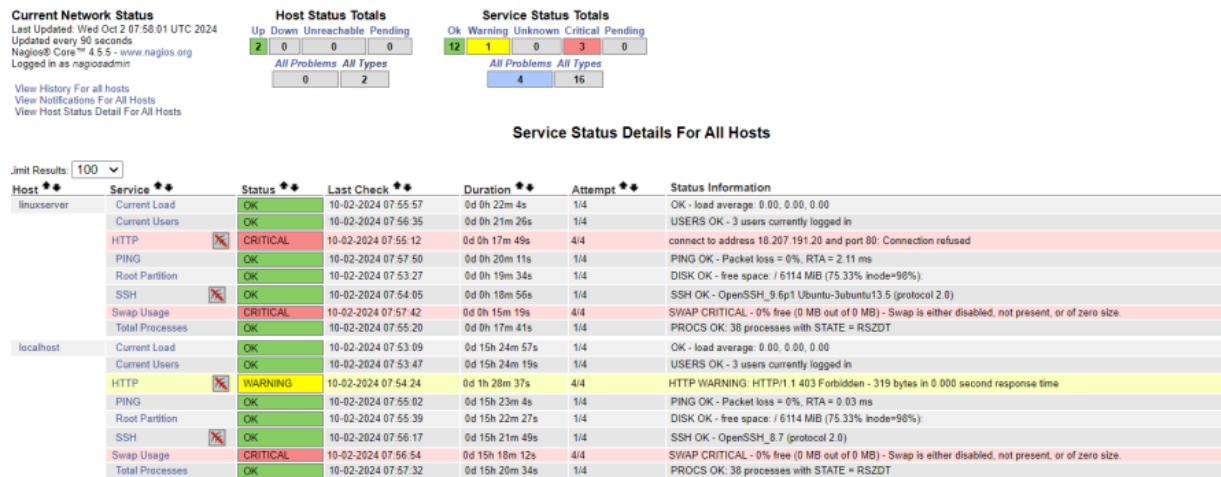 Current Network Status
Last Updated: Wed Oct 2 07:58:01 UTC 2024
Updated every 90 seconds
Nagios® Core™ 4.5.5 - www.nagios.org
Logged in as nagiosadmin
View History For all hosts
View Notifications For All Hosts
View Host Status Detail For All Hosts
Host Status Totals
Up Down Unreachable Pending
2 0 0 0
All Problems All Types
0 2
Service Status Totals
Ok Warning Unknown Critical Pending
12 1 0 3 0
All Problems All Types
4 16
Service Status Details For All Hosts
Limit Results: 100
Host Service Status Last Check Duration Attempt Status Information
linuxserver Current Load OK 10-02-2024 07:55:57 0d 0h 22m 4s 1/4 OK - load average: 0.00, 0.00, 0.00
Current Users OK 10-02-2024 07:56:35 0d 0h 21m 26s 1/4 USERS OK - 3 users currently logged in
HTTP CRITICAL 10-02-2024 07:55:12 0d 0h 17m 49s 4/4 connect to address 18.207.191.20 and port 80: Connection refused
PING OK 10-02-2024 07:57:50 0d 0h 20m 11s 1/4 PING OK - Packet loss = 0%, RTA = 2.11 ms
Root Partition OK 10-02-2024 07:53:27 0d 0h 19m 34s 1/4 DISK OK - free space: / 6114 MiB (75.33% inode=98%):
SSH OK 10-02-2024 07:54:05 0d 0h 18m 56s 1/4 SSH OK - OpenSSH_9.6p1 Ubuntu-3ubuntu13.5 (protocol 2.0)
Swap Usage CRITICAL 10-02-2024 07:57:42 0d 0h 15m 19s 4/4 SWAP CRITICAL - 0% free (0 MB out of 0 MB) - Swap is either disabled, not present, or of zero size.
Total Processes OK 10-02-2024 07:55:20 0d 0h 17m 41s 1/4 PROCS OK: 38 processes with STATE = RSZDT
localhost Current Load OK 10-02-2024 07:53:09 0d 15h 24m 57s 1/4 OK - load average: 0.00, 0.00, 0.00
Current Users OK 10-02-2024 07:53:47 0d 15h 24m 19s 1/4 USERS OK - 3 users currently logged in
HTTP WARNING 10-02-2024 07:54:24 0d 1h 28m 37s 4/4 HTTP WARNING: HTTP/1.1 403 Forbidden - 319 bytes in 0.000 second response time
PING OK 10-02-2024 07:55:02 0d 15h 23m 4s 1/4 PING OK - Packet loss = 0%, RTA = 0.03 ms
Root Partition OK 10-02-2024 07:55:39 0d 15h 22m 27s 1/4 DISK OK - free space: / 6114 MiB (75.33% inode=98%):
SSH OK 10-02-2024 07:56:17 0d 15h 21m 49s 1/4 SSH OK - OpenSSH_8.7 (protocol 2.0)
Swap Usage CRITICAL 10-02-2024 07:56:54 0d 15h 18m 12s 4/4 SWAP CRITICAL - 0% free (0 MB out of 0 MB) - Swap is either disabled, not present, or of zero size.
Total Processes OK 10-02-2024 07:57:32 0d 15h 20m 34s 1/4 PROCS OK: 38 processes with STATE = RSZDT